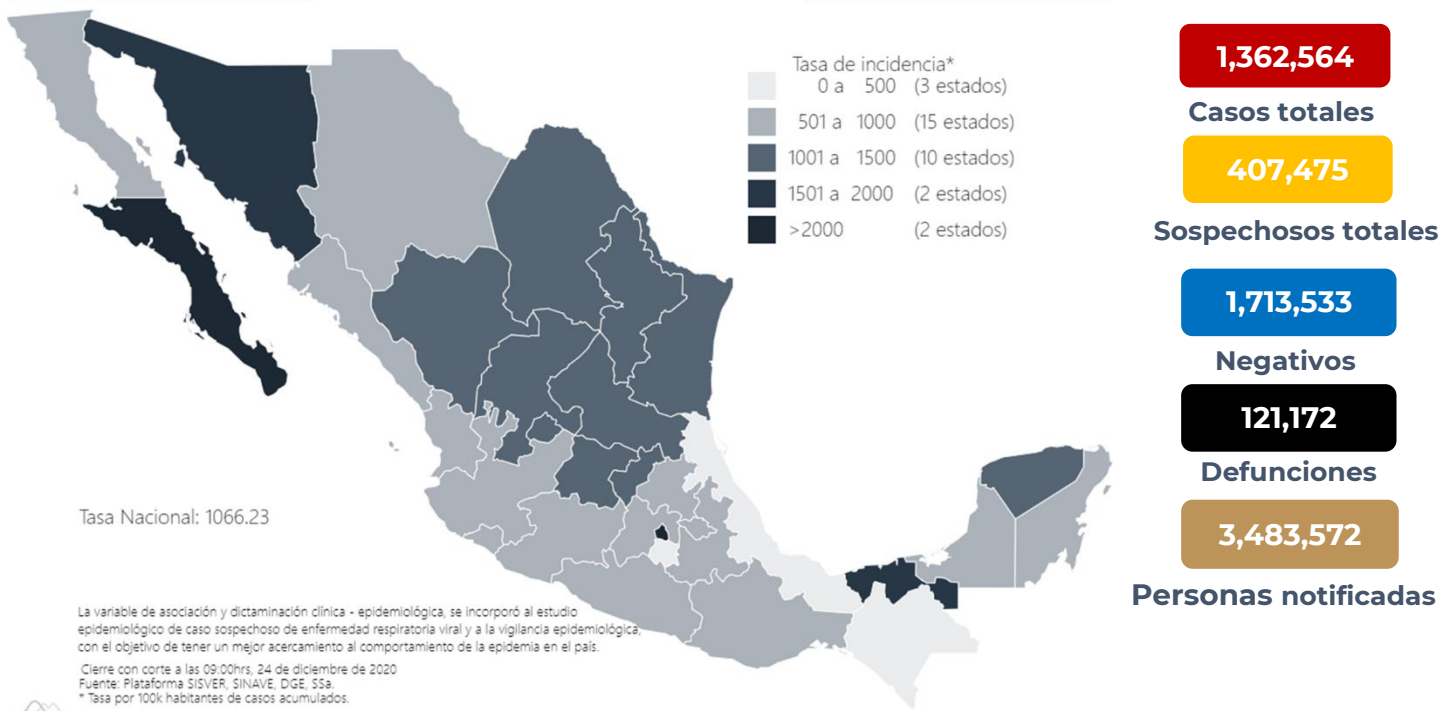 Tasa de incidencia*
0 a 500 (3 estados)
501 a 1000 (15 estados)
1001 a 1500 (10 estados)
1501 a 2000 (2 estados)
>2000 (2 estados)
Tasa Nacional: 1066.23
La variable de asociación y dictaminación clínica - epidemiológica, se incorporó al estudio
epidemiológico de caso sospechoso de enfermedad respiratoria viral y a la vigilancia epidemiológica,
con el objetivo de tener un mejor acercamiento al comportamiento de la epidemia en el país.
Cierre con corte a las 09:00hrs, 24 de diciembre de 2020
Fuente: Plataforma SISVER, SINAVE, DGE, SSa.
* Tasa por 100k habitantes de casos acumulados.
1,362,564
Casos totales
407,475
Sospechosos totales
1,713,533
Negativos
121,172
Defunciones
3,483,572
Personas notificadas